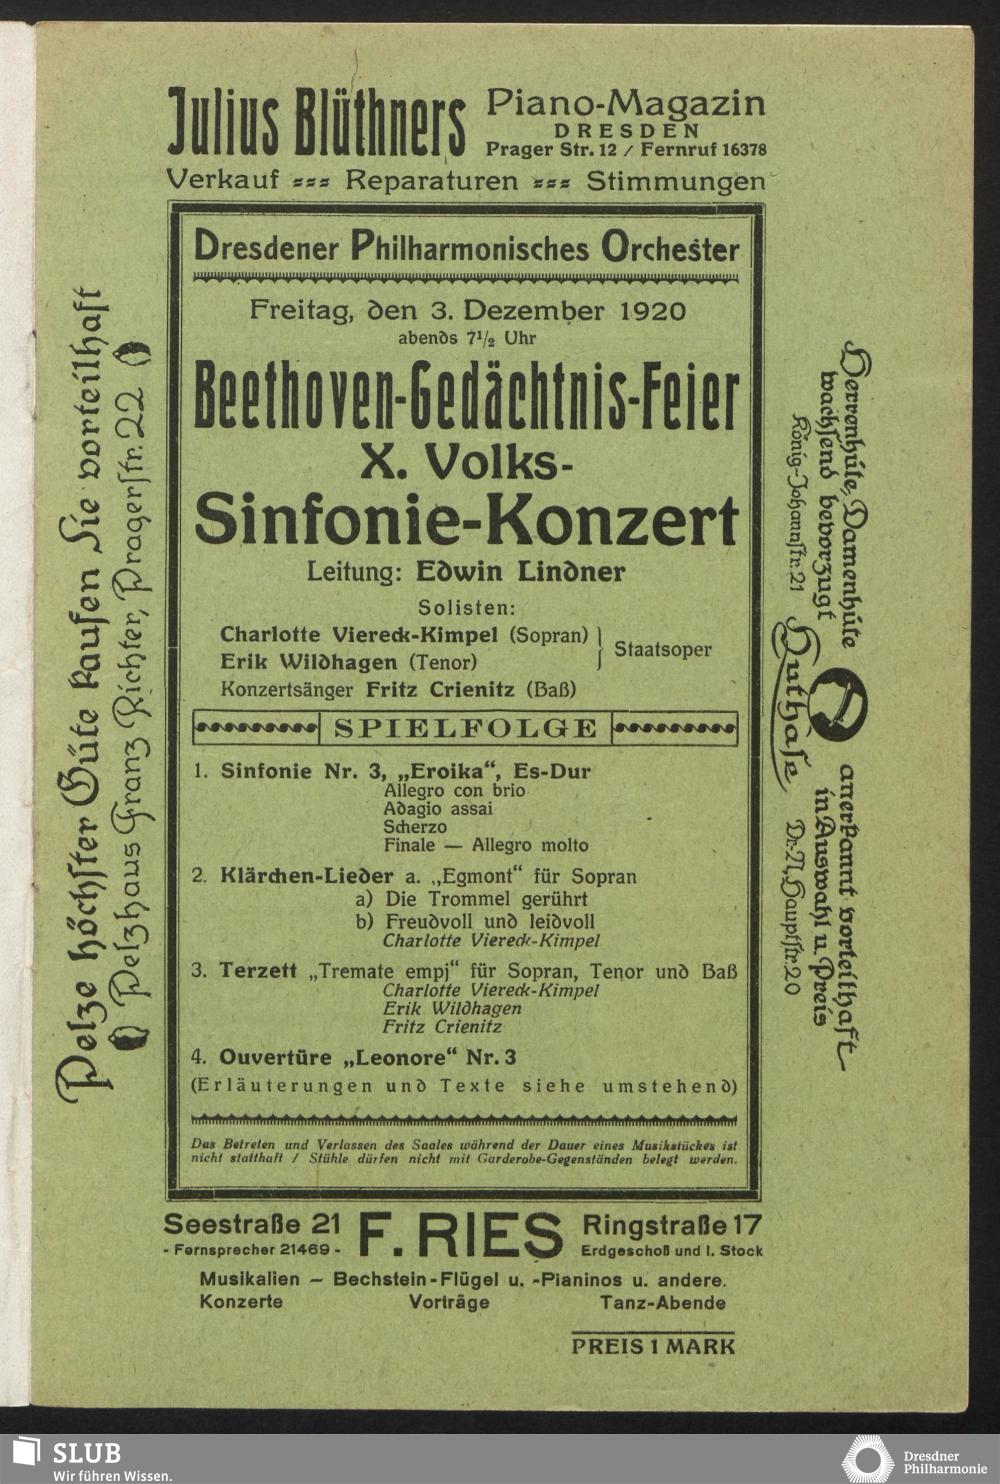 Julius Blüthners
Piano-Magazin
DRESDEN
Prager Str. 12 / Fernruf 16378
Verkauf === Reparaturen === Stimmungen
Dresdener Philharmonisches Orchester
Freitag, den 3. Dezember 1920
abends 7½ Uhr
Beethoven-Gedächtnis-Feier
X. Volks-
Sinfonie-Konzert
Leitung: Edwin Lindner
Solisten:
Charlotte Viereck-Kimpel (Sopran)
Erik Wildhagen (Tenor)
} Staatsoper
Konzertsänger Fritz Crienitz (Baß)
SPIELFOLGE
1. Sinfonie Nr. 3, „Eroika“, Es-Dur
Allegro con brio
Adagio assai
Scherzo
Finale — Allegro molto
2. Klärchen-Lieder a. „Egmont“ für Sopran
a) Die Trommel gerührt
b) Freudvoll und leidvoll
Charlotte Viereck-Kimpel
3. Terzett „Tremate empj“ für Sopran, Tenor und Baß
Charlotte Viereck-Kimpel
Erik Wildhagen
Fritz Crienitz
4. Ouvertüre „Leonore“ Nr. 3
(Erläuterungen und Texte siehe umstehend)
Das Betreten und Verlassen des Saales während der Dauer eines Musikstückes ist
nicht statthaft / Stühle dürfen nicht mit Garderobe-Gegenständen belegt werden.
Seestraße 21
- Fernsprecher 21469 -
F. RIES
Ringstraße 17
Erdgeschoß und I. Stock
Musikalien — Bechstein-Flügel u. -Pianinos u. andere.
Konzerte Vorträge Tanz-Abende
PREIS 1 MARK
Pelze höchster Güte kaufen Sie vorteilhaft
Pelzhaus Franz Richter, Pragerstr. 22
Herrenhüte, Damenhüte
wachsend bevorzugt
König-Johannstr. 21
Huthase
anerkannt vorteilhaft
in Auswahl u. Preis
Dr.-N, Hauptstr. 20
SLUB
Wir führen Wissen.
Dresdner
Philharmonie